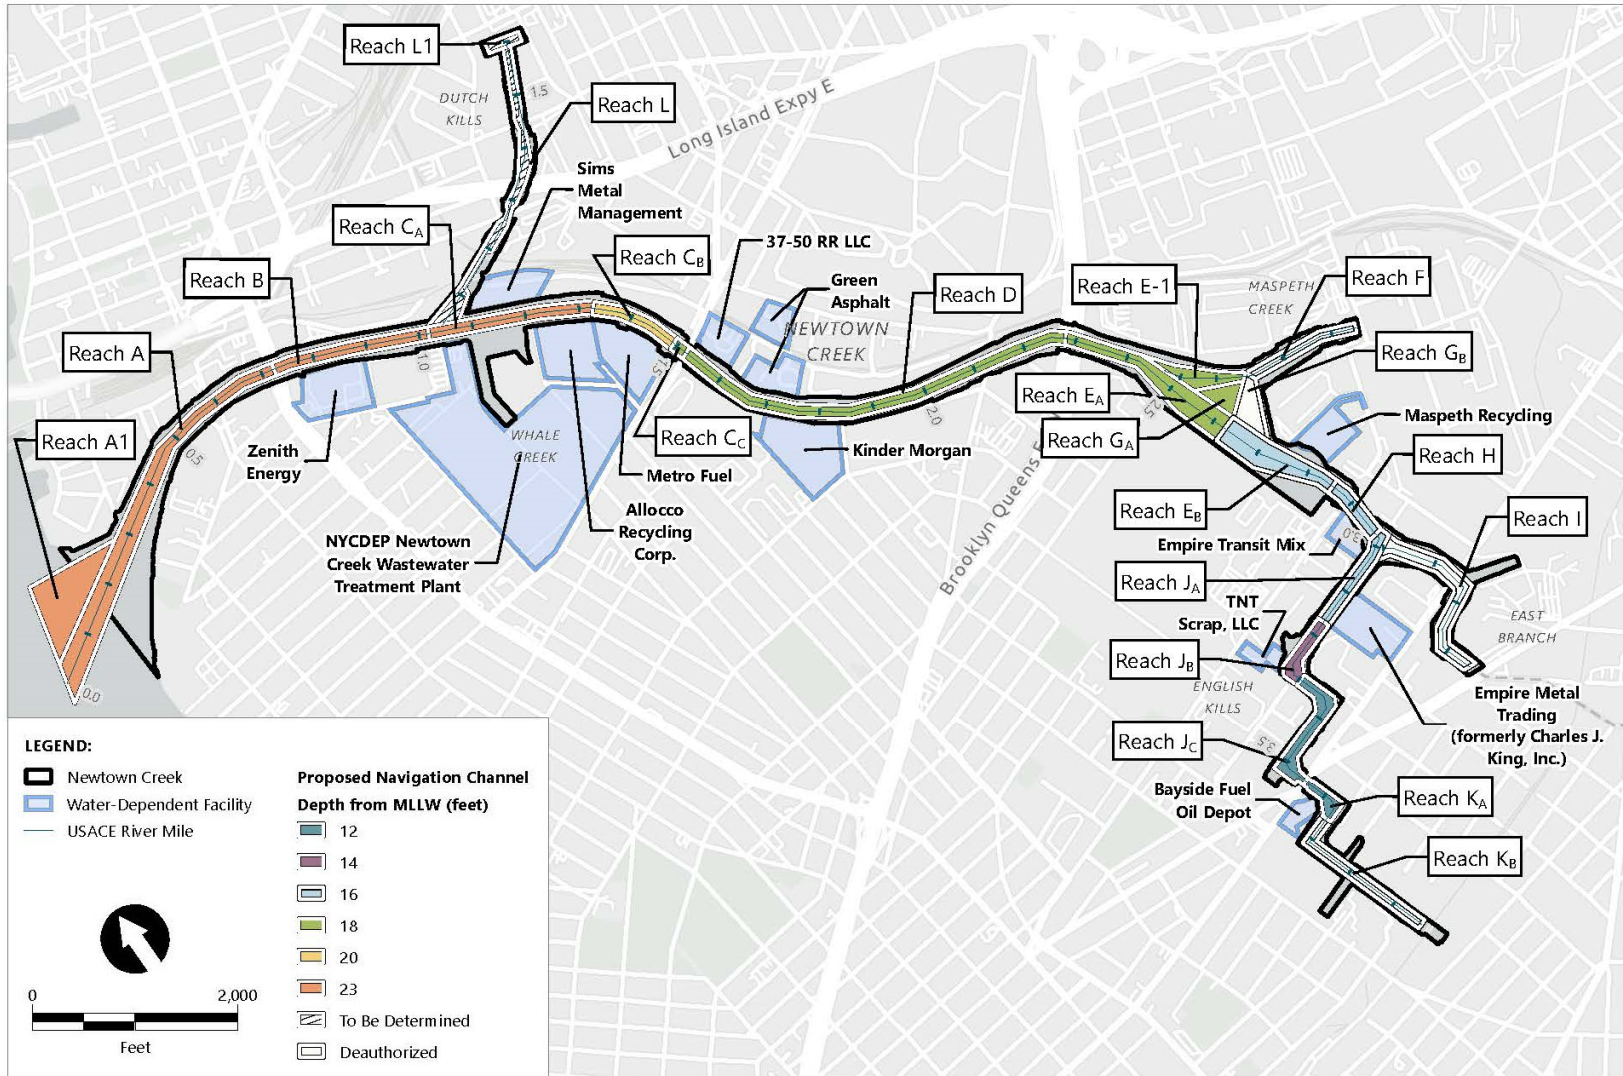 Reach L1
DUTCH
KILLS
1.5
Reach L
Long Island Expy E
Sims
Metal
Management
Reach CA
Reach CB
37-50 RR LLC
Green
Asphalt
Reach B
Reach D
Reach E-1
MASPETH
CREEK
Reach F
NEWTOWN
CREEK
Reach A
1.0
1.5
Reach GB
Reach EA
2.5
2.0
Maspeth Recycling
Reach A1
0.5
Zenith
Energy
WHALE
CREEK
Reach CC
Kinder Morgan
Reach GA
Reach H
Metro Fuel
Allocco
Recycling
Corp.
NYCDEP Newtown
Creek Wastewater
Treatment Plant
Brooklyn Queens E
Reach EB
Reach I
3.0
Empire Transit Mix
Reach JA
TNT
Scrap, LLC
EAST
BRANCH
Reach JB
ENGLISH
KILLS
0.0
Empire Metal
Trading
(formerly Charles J.
King, Inc.)
Reach JC
3.5
Bayside Fuel
Oil Depot
Reach KA
Reach KB
LEGEND:
Newtown Creek
Water-Dependent Facility
USACE River Mile
Proposed Navigation Channel
Depth from MLLW (feet)
12
14
16
18
20
23
To Be Determined
Deauthorized
0 2,000
Feet